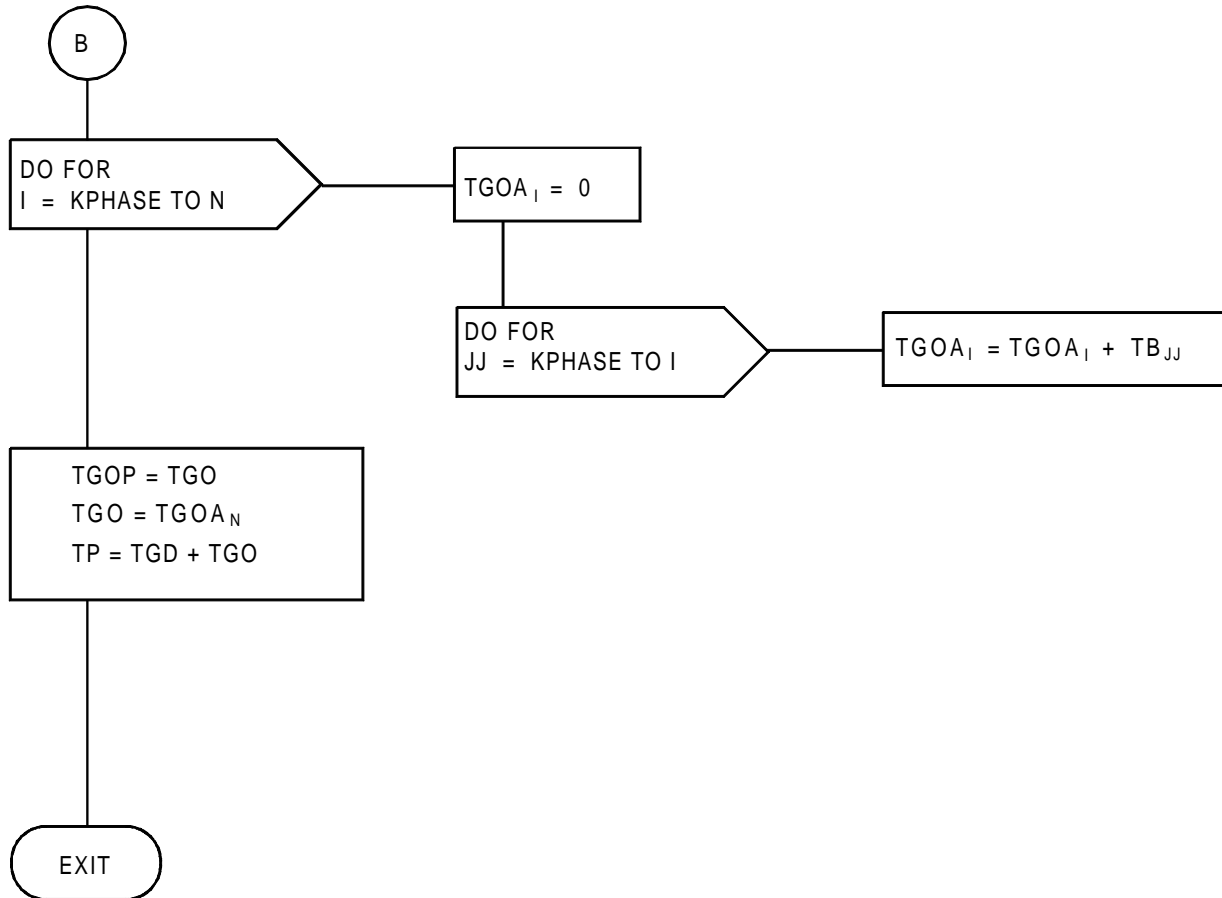 B
DO FOR
I = KPHASE TO N
TGOA I = 0
DO FOR
JJ = KPHASE TO I
TGOA I = TGOA I + TB JJ
TGOP = TGO
TGO = TGOA N
TP = TGD + TGO
EXIT